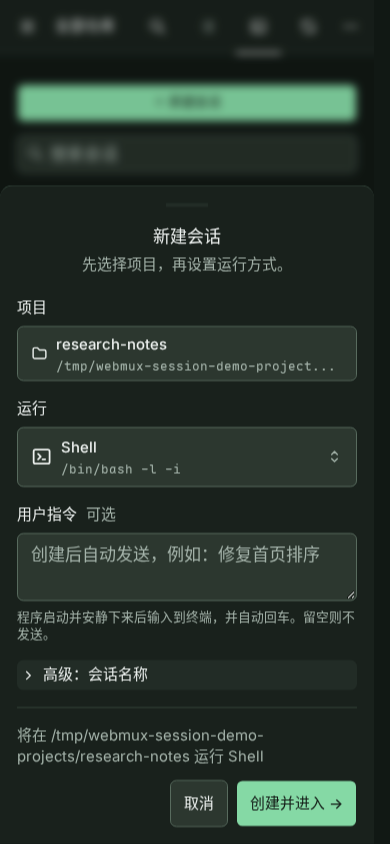 新建会话
先选择项目，再设置运行方式。
项目
research-notes
/tmp/webmux-session-demo-project...
运行
Shell
/bin/bash -l -i
用户指令 可选
创建后自动发送，例如：修复首页排序
程序启动并安静下来后输入到终端，并自动回车。留空则不
发送。
高级：会话名称
将在 /tmp/webmux-session-demo-
projects/research-notes 运行 Shell
取消
创建并进入 →